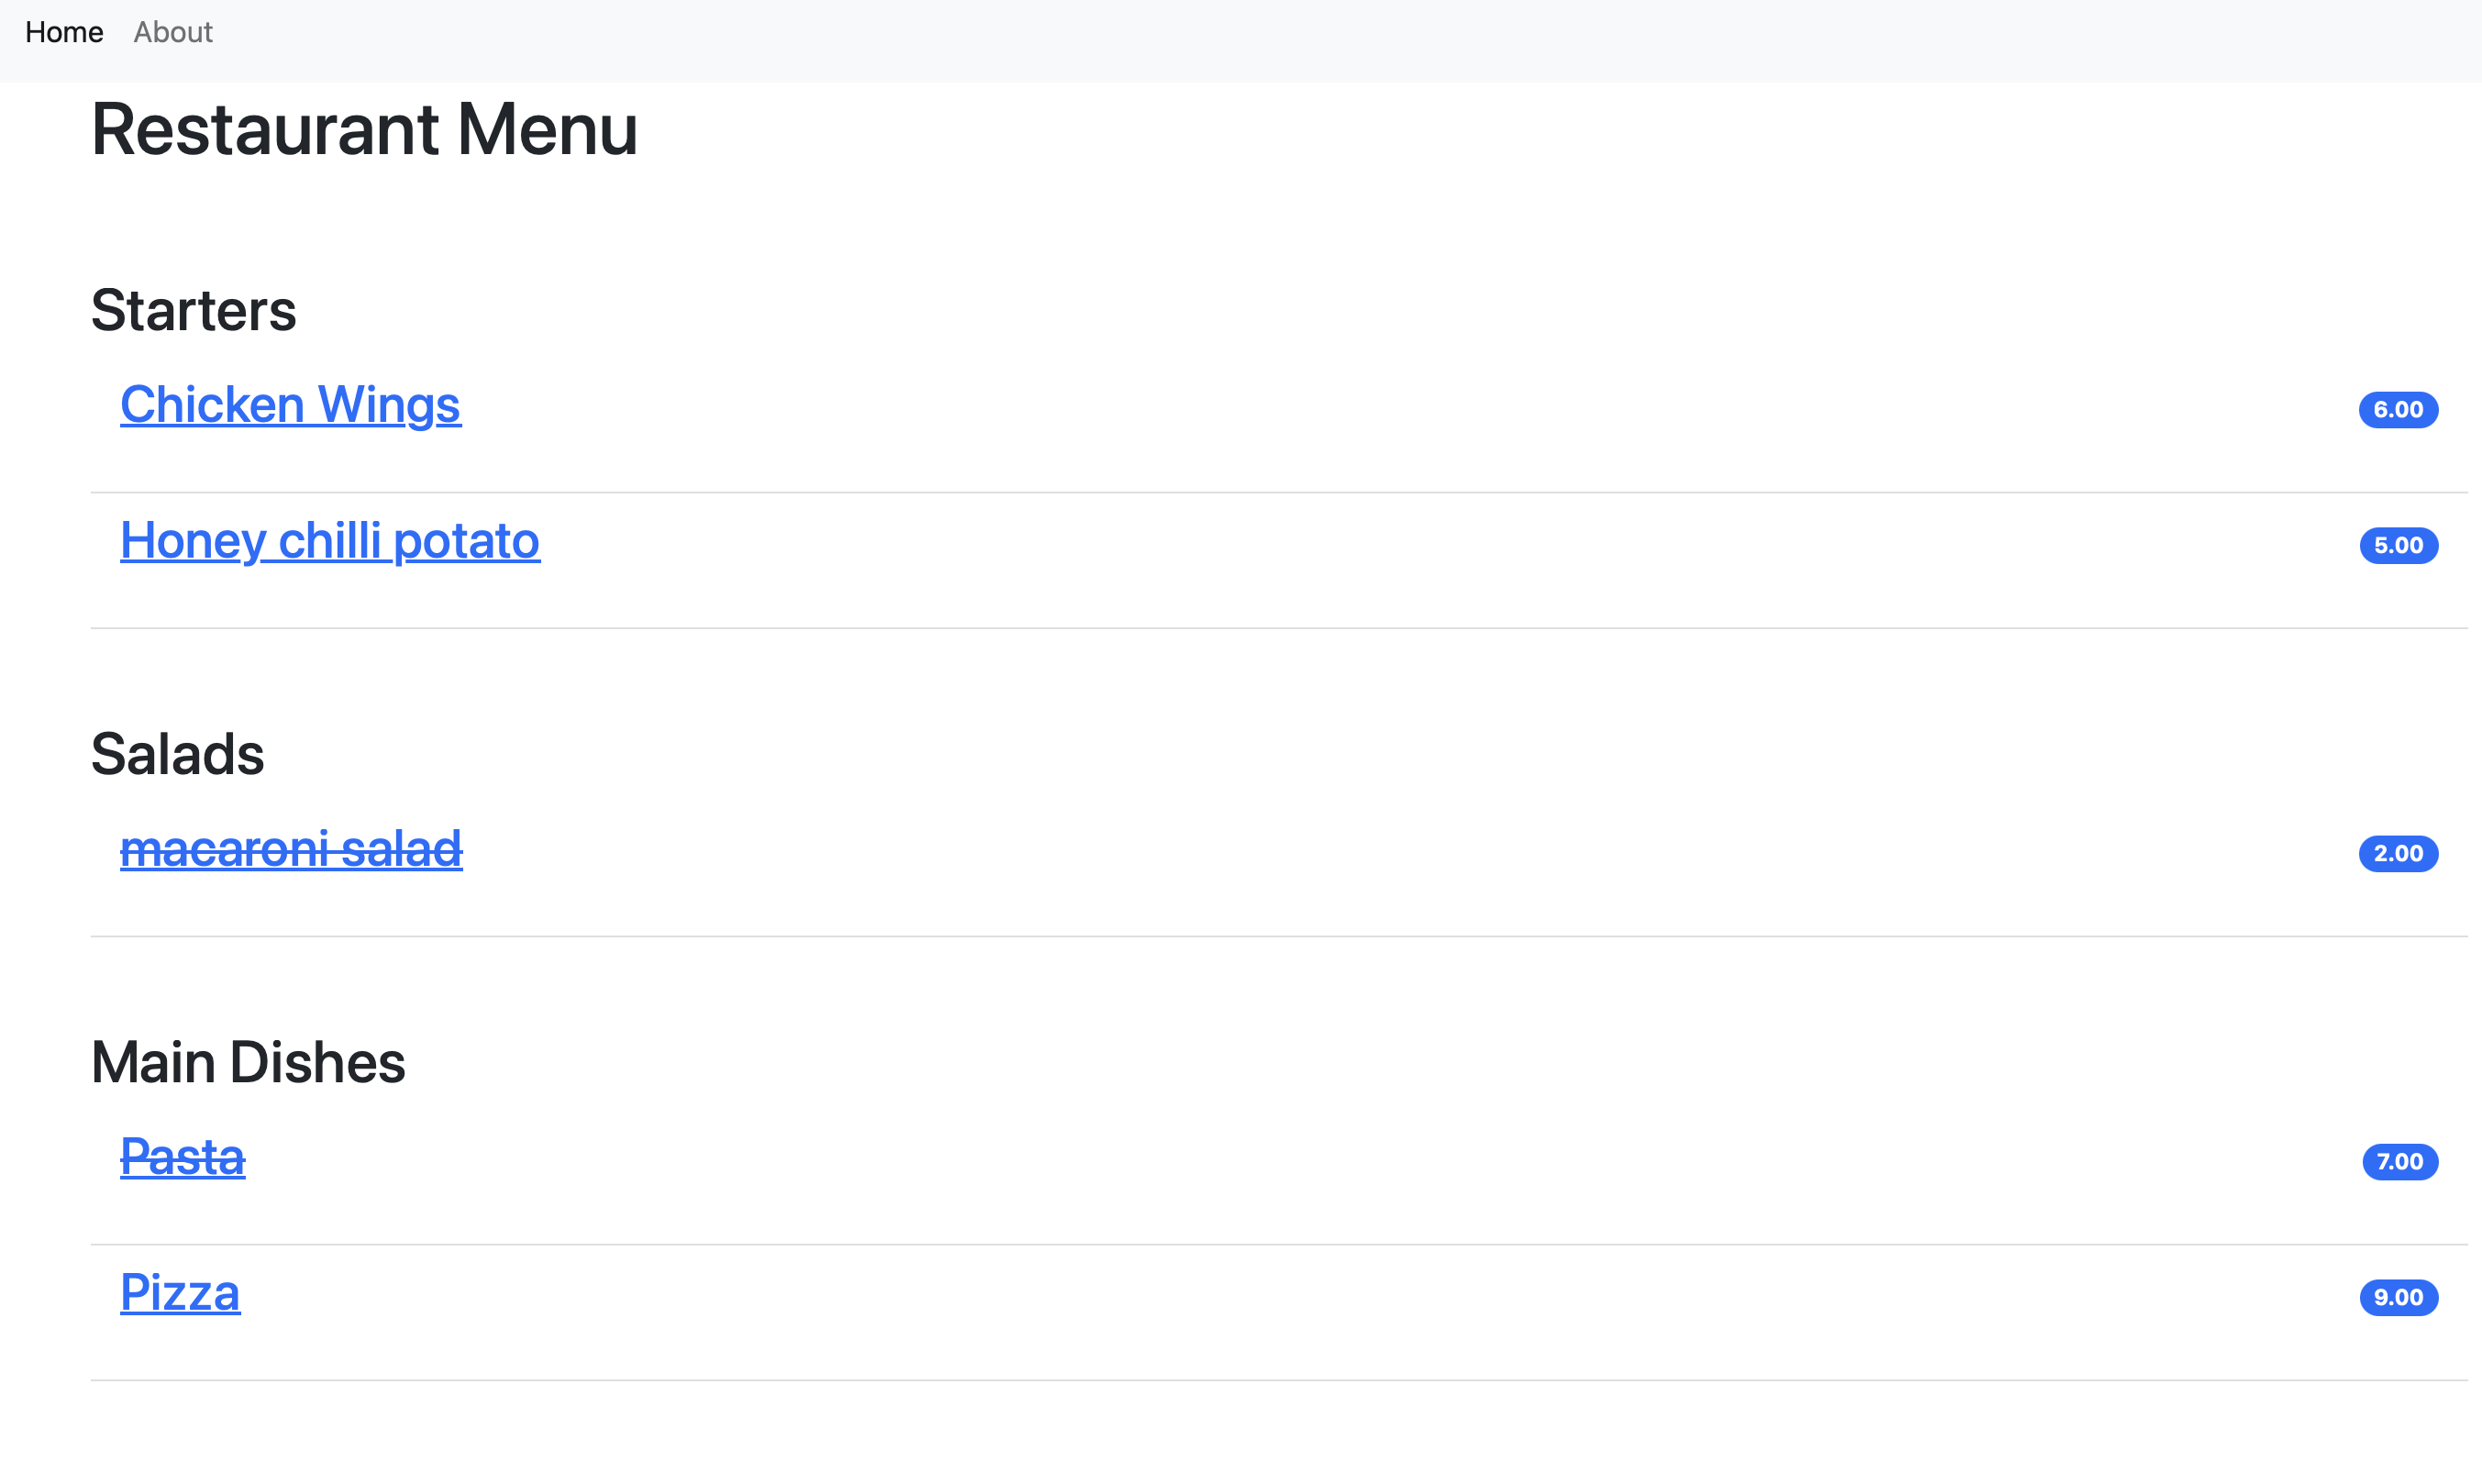 Home About
Restaurant Menu
Starters
Chicken Wings 6.00
Honey chilli potato 5.00
Salads
macaroni salad 2.00
Main Dishes
Pasta 7.00
Pizza 9.00